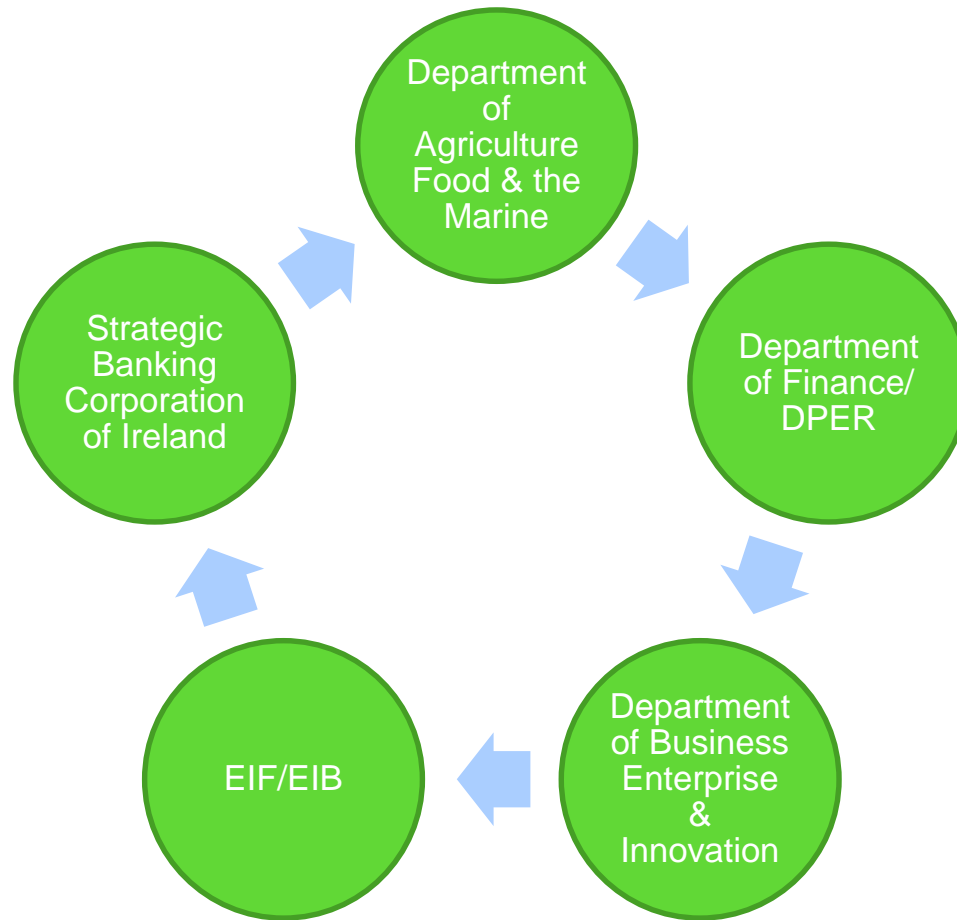 Department
of
Agriculture
Food & the
Marine
Department
of Finance/
DPER
Department
of Business
Enterprise
&
Innovation
EIF/EIB
Strategic
Banking
Corporation
of Ireland